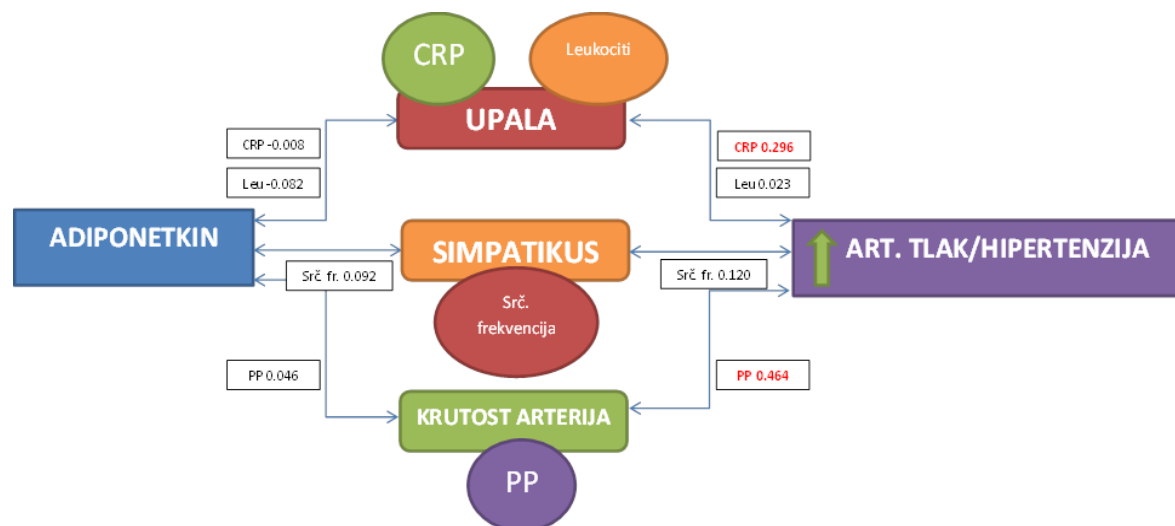 CRP
Leukociti
UPALA
CRP -0.008
CRP 0.296
Leu -0.082
Leu 0.023
ADIPONETKIN
SIMPATIKUS
ART. TLAK/HIPERTENZIJA
Srč. fr. 0.092
Srč. fr. 0.120
Srč.
frekvencija
PP 0.046
PP 0.464
KRUTOST ARTERIJA
PP